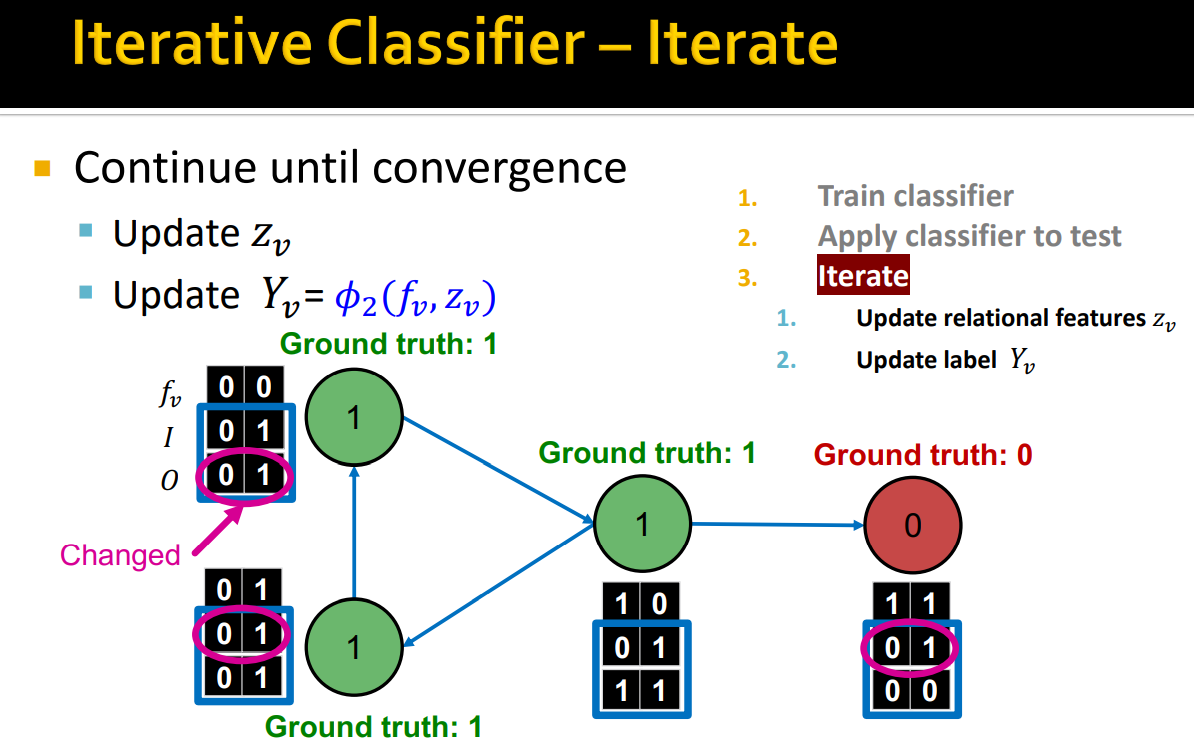 Iterative Classifier – Iterate
Continue until convergence
Update z_v
Update Y_v= ϕ_2(f_v, z_v)
1. Train classifier
2. Apply classifier to test
3. Iterate
1. Update relational features z_v
2. Update label Y_v
Ground truth: 1
f_v 0 0
I 0 1
O 0 1
1
Changed
Ground truth: 1
1
Ground truth: 0
0
0 1
0 1
0 1
1
Ground truth: 1
1 0
0 1
1 1
1 1
0 1
0 0